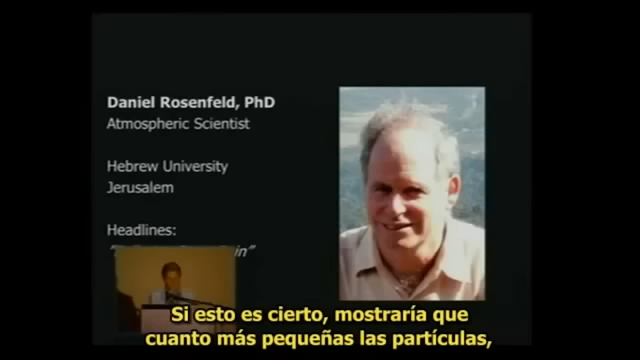 Daniel Rosenfeld, PhD
Atmospheric Scientist
Hebrew University
Jerusalem
Headlines:
Si esto es cierto, mostraría que
cuanto más pequeñas las partículas,